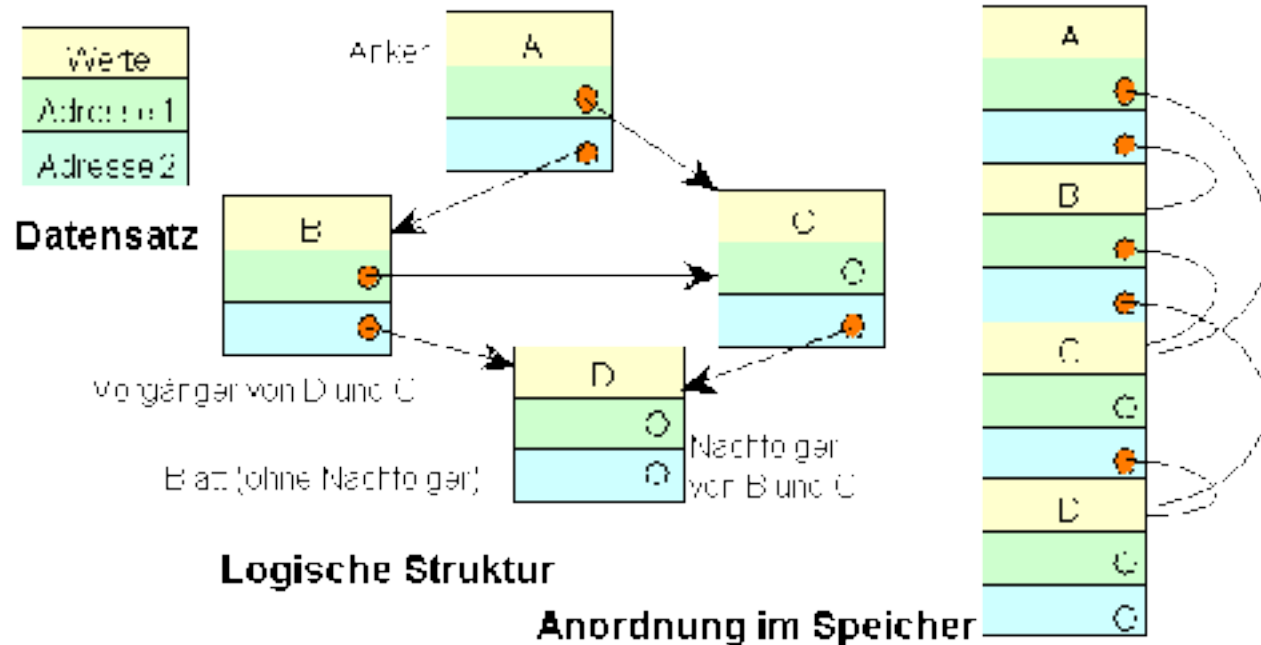 Werte
Adresse 1
Adresse 2
Datensatz
Anker
A
B
C
Vorgänger von D und C
D
Blatt (ohne Nachfolger)
Nachfolger
von B und C
Logische Struktur
A
B
C
D
Anordnung im Speicher